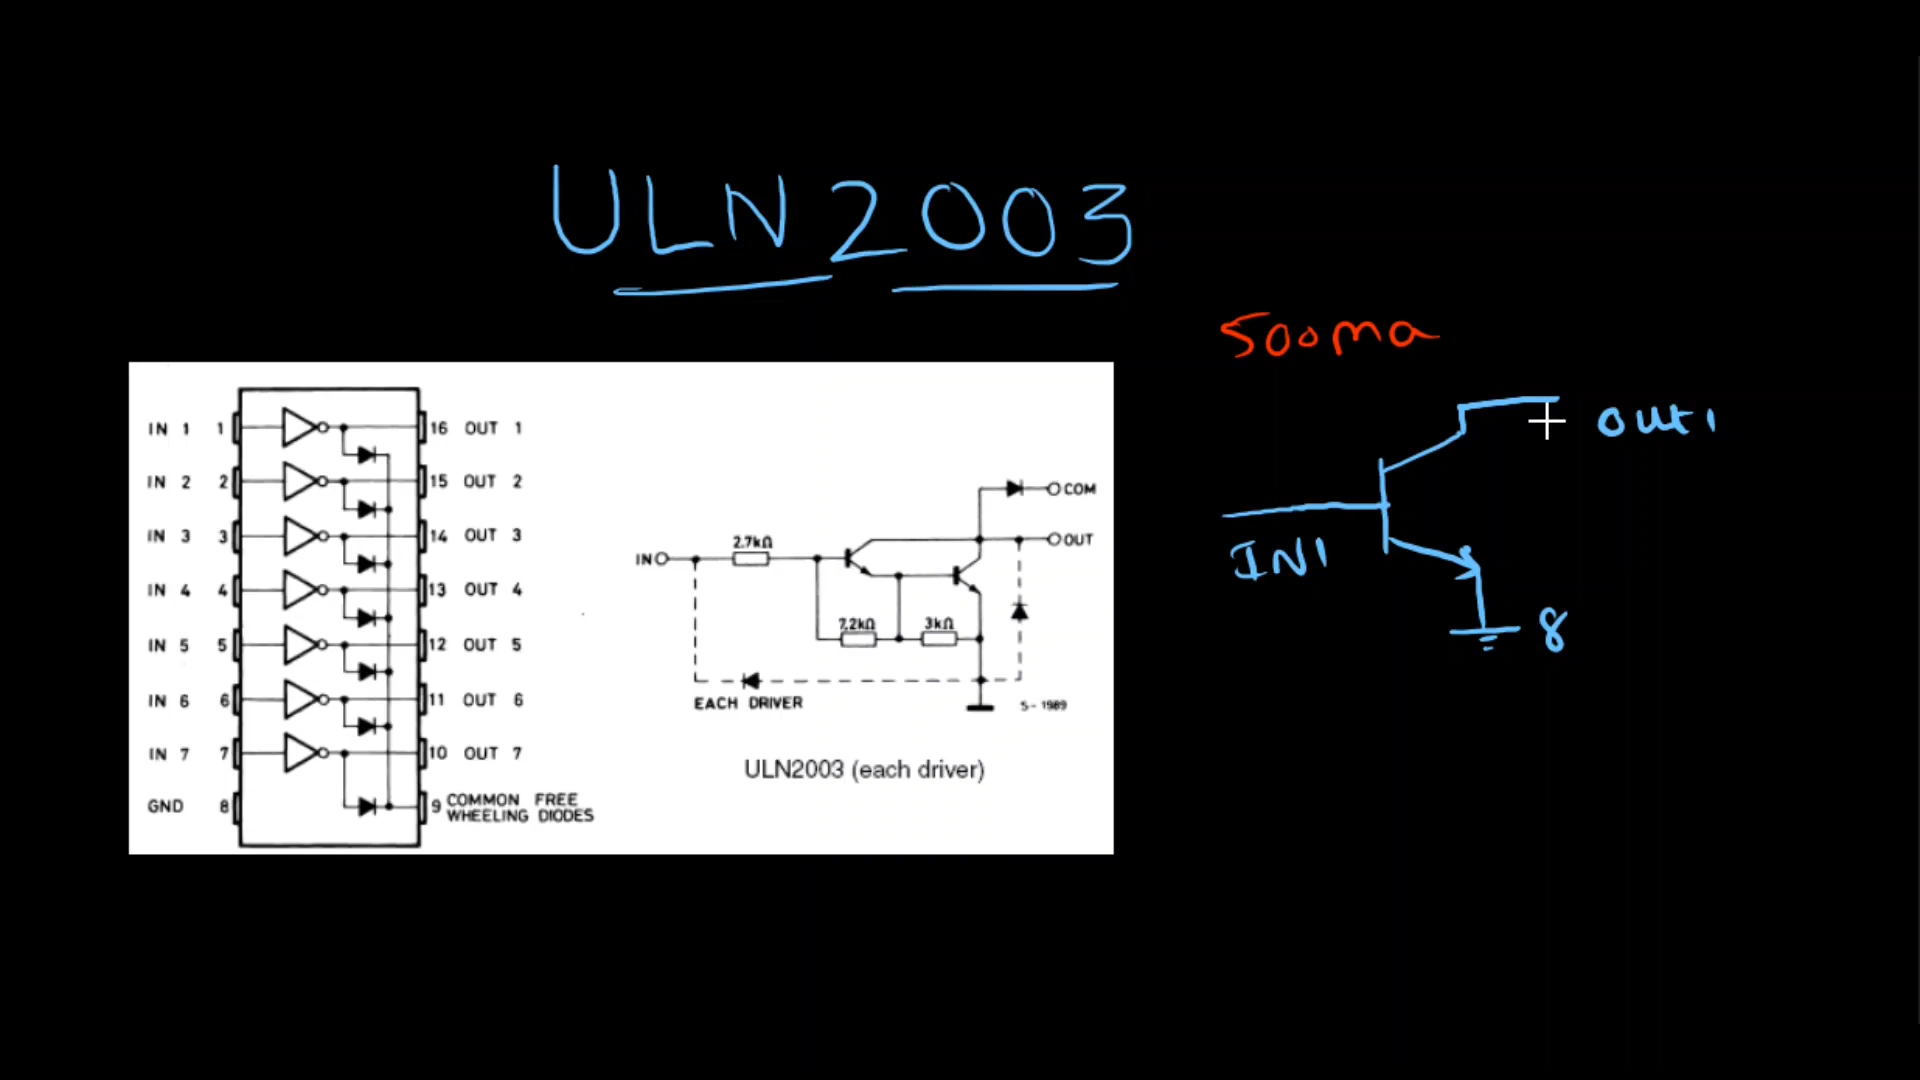 ULN2003
500ma
IN 1 1 16 OUT 1
IN 2 2 15 OUT 2
IN 3 3 14 OUT 3
IN 4 4 13 OUT 4
IN 5 5 12 OUT 5
IN 6 6 11 OUT 6
IN 7 7 10 OUT 7
GND 8 9 COMMON FREE
WHEELING DIODES
COM
OUT
2.7kΩ
IN
7.2kΩ 3kΩ
EACH DRIVER
S-1989
ULN2003 (each driver)
out1
IN1
8